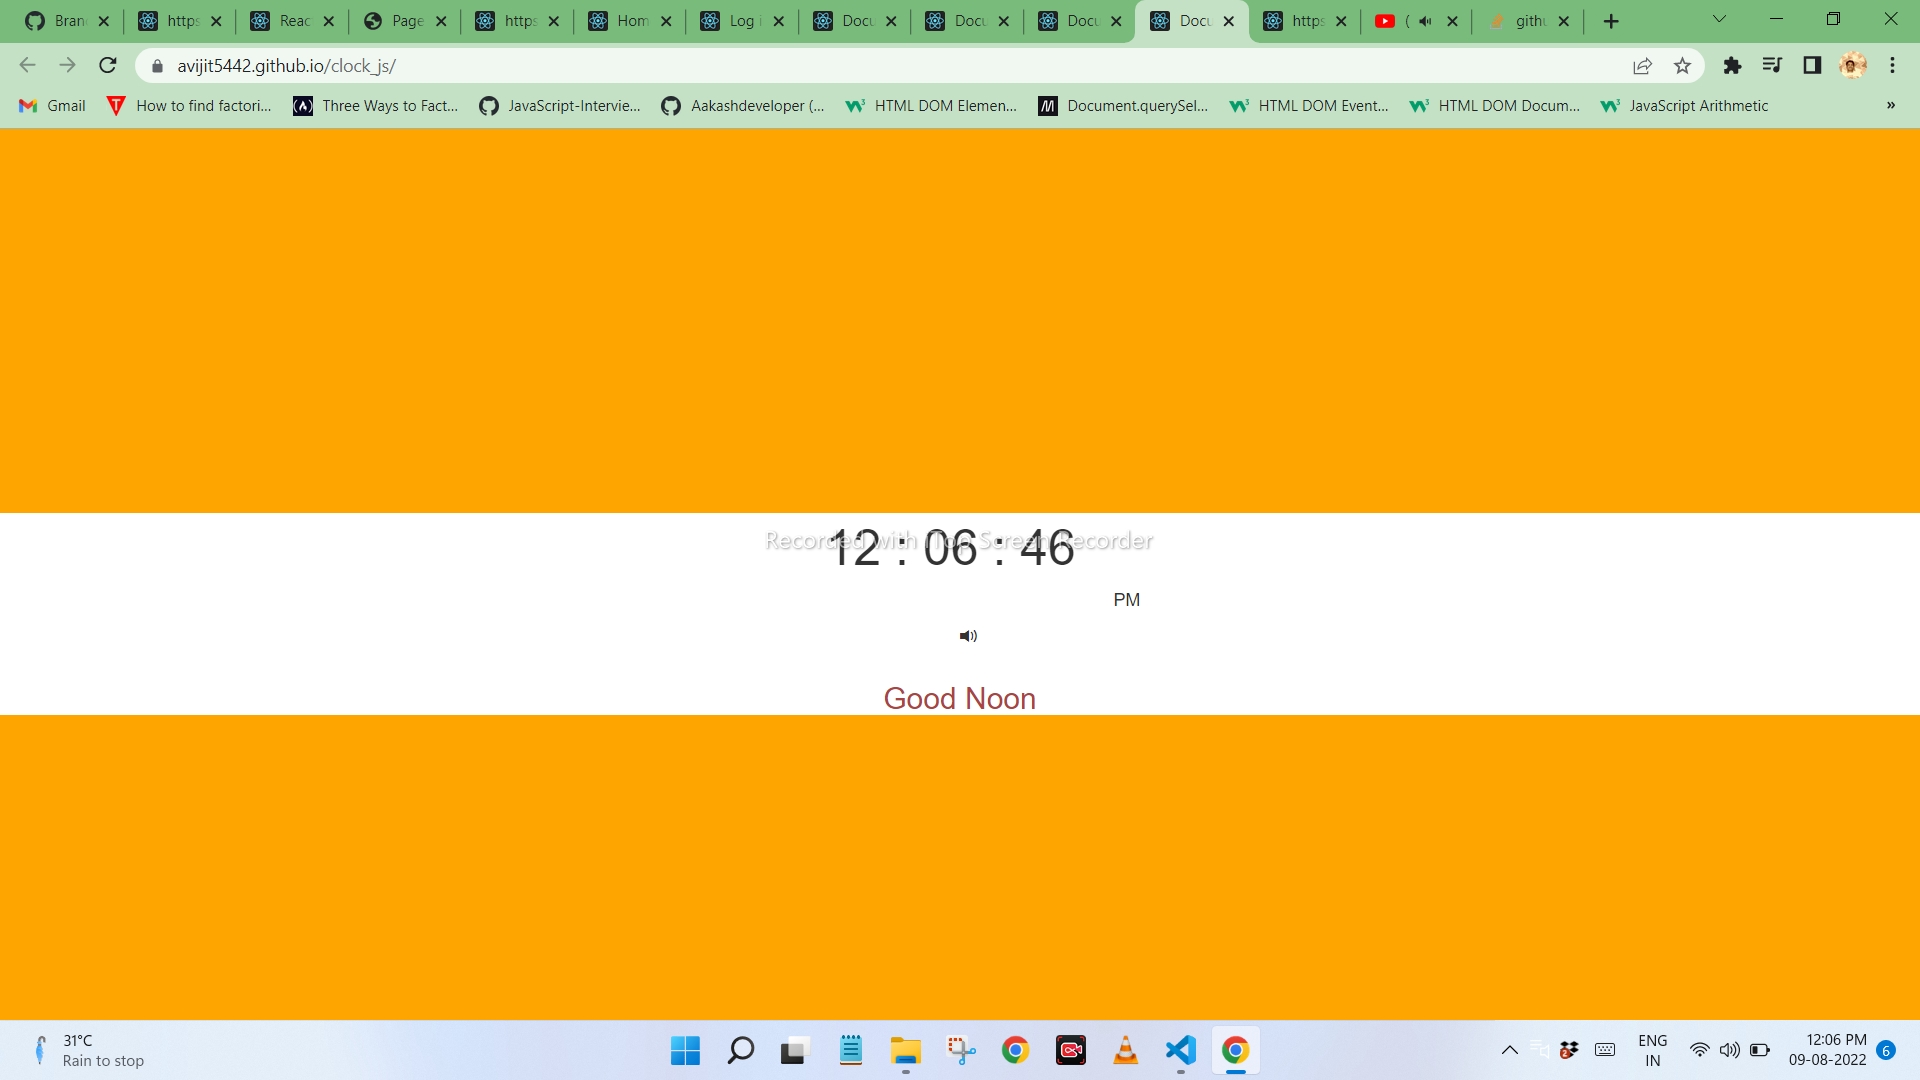 Bran
https
Reac
Page
https
Hom
Log i
Docu
Docu
Docu
Docu
https
(
githu
avijit5442.github.io/clock_js/
Gmail
How to find factori...
Three Ways to Fact...
JavaScript-Intervie...
Aakashdeveloper (...
HTML DOM Elemen...
Document.querySel...
HTML DOM Event...
HTML DOM Docum...
JavaScript Arithmetic
»
12 : 06 : 46
Recorded with iTop Screen Recorder
PM
Good Noon
31°C
Rain to stop
2
ENG
IN
12:06 PM
09-08-2022
6